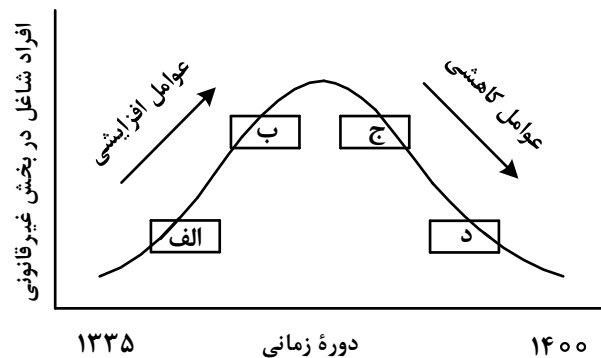 افراد شاغل در بخش غیرقانونی
عوامل افزایشی
عوامل کاهشی
ب
ج
الف
د
۱۳۳۵
دورهٔ زمانی
۱۴۰۰